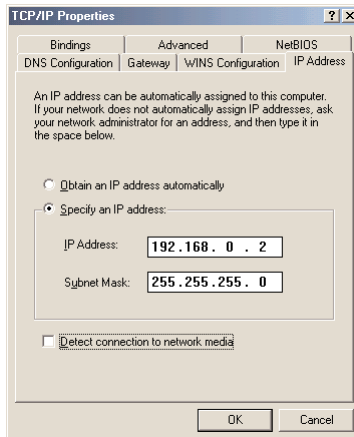 TCP/IP Properties
Bindings Advanced NetBIOS
DNS Configuration Gateway WINS Configuration IP Address
An IP address can be automatically assigned to this computer.
If your network does not automatically assign IP addresses, ask
your network administrator for an address, and then type it in
the space below.
Obtain an IP address automatically
Specify an IP address:
IP Address: 192.168. 0 . 2
Subnet Mask: 255.255.255. 0
Detect connection to network media
OK Cancel